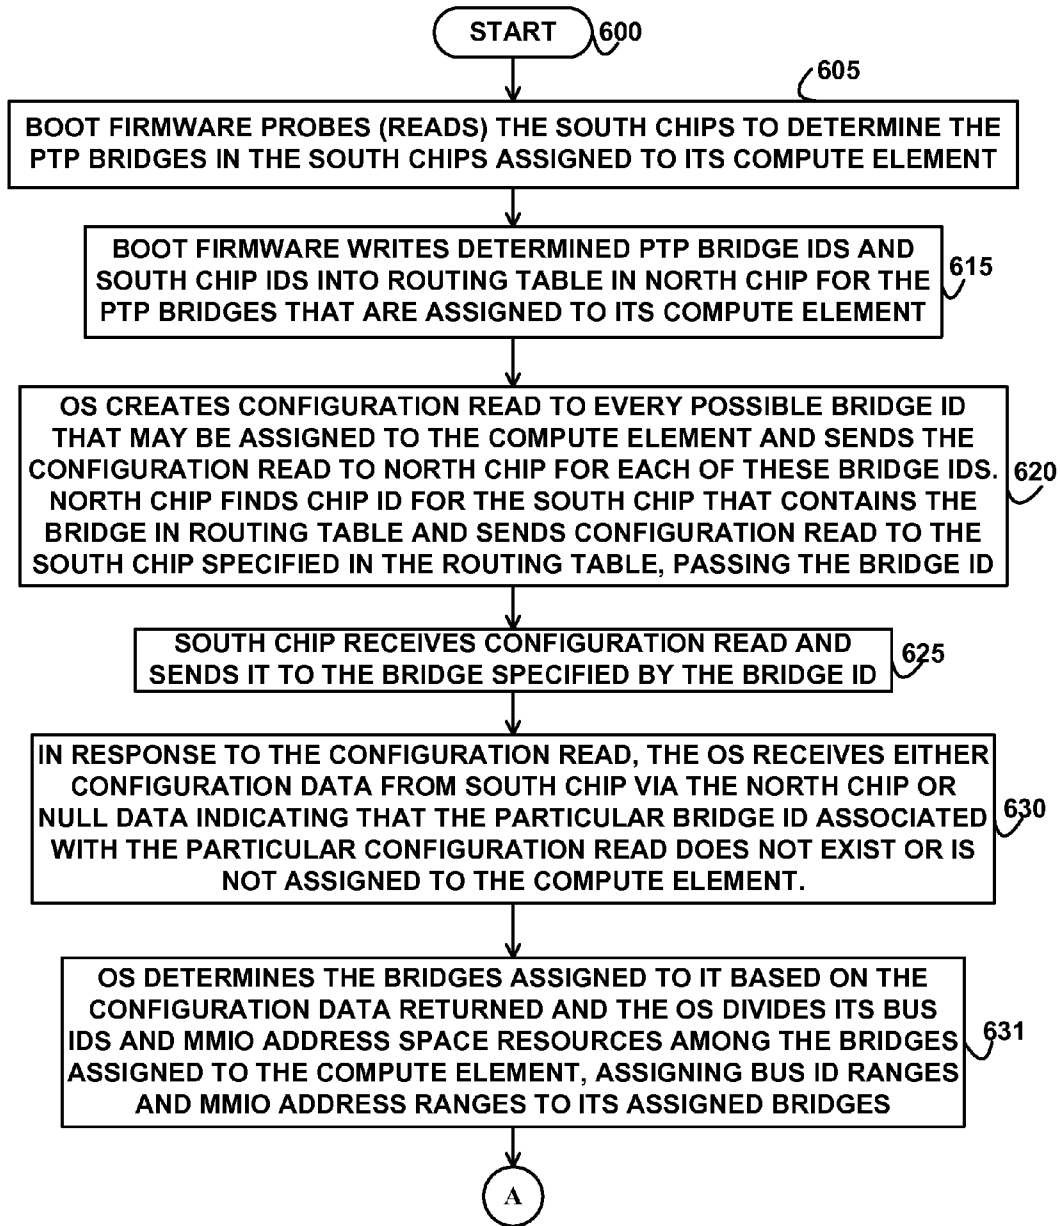 START
600
605
BOOT FIRMWARE PROBES (READS) THE SOUTH CHIPS TO DETERMINE THE
PTP BRIDGES IN THE SOUTH CHIPS ASSIGNED TO ITS COMPUTE ELEMENT
BOOT FIRMWARE WRITES DETERMINED PTP BRIDGE IDS AND
SOUTH CHIP IDS INTO ROUTING TABLE IN NORTH CHIP FOR THE
PTP BRIDGES THAT ARE ASSIGNED TO ITS COMPUTE ELEMENT
615
OS CREATES CONFIGURATION READ TO EVERY POSSIBLE BRIDGE ID
THAT MAY BE ASSIGNED TO THE COMPUTE ELEMENT AND SENDS THE
CONFIGURATION READ TO NORTH CHIP FOR EACH OF THESE BRIDGE IDS.
NORTH CHIP FINDS CHIP ID FOR THE SOUTH CHIP THAT CONTAINS THE
BRIDGE IN ROUTING TABLE AND SENDS CONFIGURATION READ TO THE
SOUTH CHIP SPECIFIED IN THE ROUTING TABLE, PASSING THE BRIDGE ID
620
SOUTH CHIP RECEIVES CONFIGURATION READ AND
SENDS IT TO THE BRIDGE SPECIFIED BY THE BRIDGE ID
625
IN RESPONSE TO THE CONFIGURATION READ, THE OS RECEIVES EITHER
CONFIGURATION DATA FROM SOUTH CHIP VIA THE NORTH CHIP OR
NULL DATA INDICATING THAT THE PARTICULAR BRIDGE ID ASSOCIATED
WITH THE PARTICULAR CONFIGURATION READ DOES NOT EXIST OR IS
NOT ASSIGNED TO THE COMPUTE ELEMENT.
630
OS DETERMINES THE BRIDGES ASSIGNED TO IT BASED ON THE
CONFIGURATION DATA RETURNED AND THE OS DIVIDES ITS BUS
IDS AND MMIO ADDRESS SPACE RESOURCES AMONG THE BRIDGES
ASSIGNED TO THE COMPUTE ELEMENT, ASSIGNING BUS ID RANGES
AND MMIO ADDRESS RANGES TO ITS ASSIGNED BRIDGES
631
A